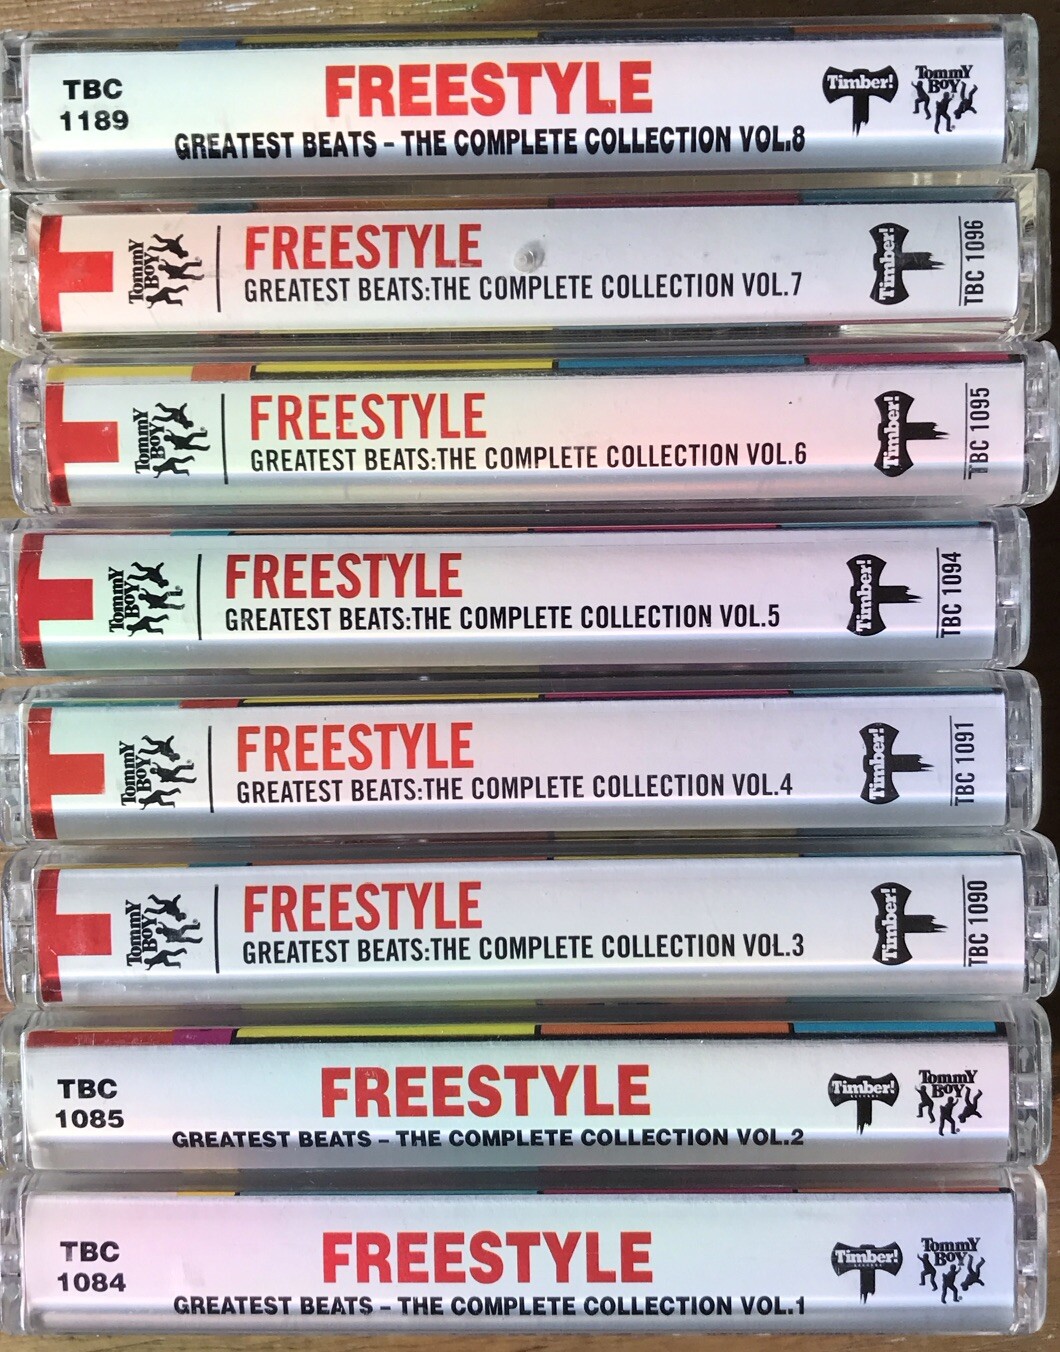 TBC
1189
FREESTYLE
GREATEST BEATS – THE COMPLETE COLLECTION VOL.8
Timber!
TOMMY
BOY
TOMMY
BOY
FREESTYLE
GREATEST BEATS:THE COMPLETE COLLECTION VOL.7
Timber!
TBC 1096
TOMMY
BOY
FREESTYLE
GREATEST BEATS:THE COMPLETE COLLECTION VOL.6
Timber!
TBC 1095
TOMMY
BOY
FREESTYLE
GREATEST BEATS:THE COMPLETE COLLECTION VOL.5
Timber!
TBC 1094
TOMMY
BOY
FREESTYLE
GREATEST BEATS:THE COMPLETE COLLECTION VOL.4
Timber!
TBC 1091
TOMMY
BOY
FREESTYLE
GREATEST BEATS:THE COMPLETE COLLECTION VOL.3
Timber!
TBC 1090
TBC
1085
FREESTYLE
GREATEST BEATS – THE COMPLETE COLLECTION VOL.2
Timber!
TOMMY
BOY
TBC
1084
FREESTYLE
GREATEST BEATS – THE COMPLETE COLLECTION VOL.1
Timber!
TOMMY
BOY